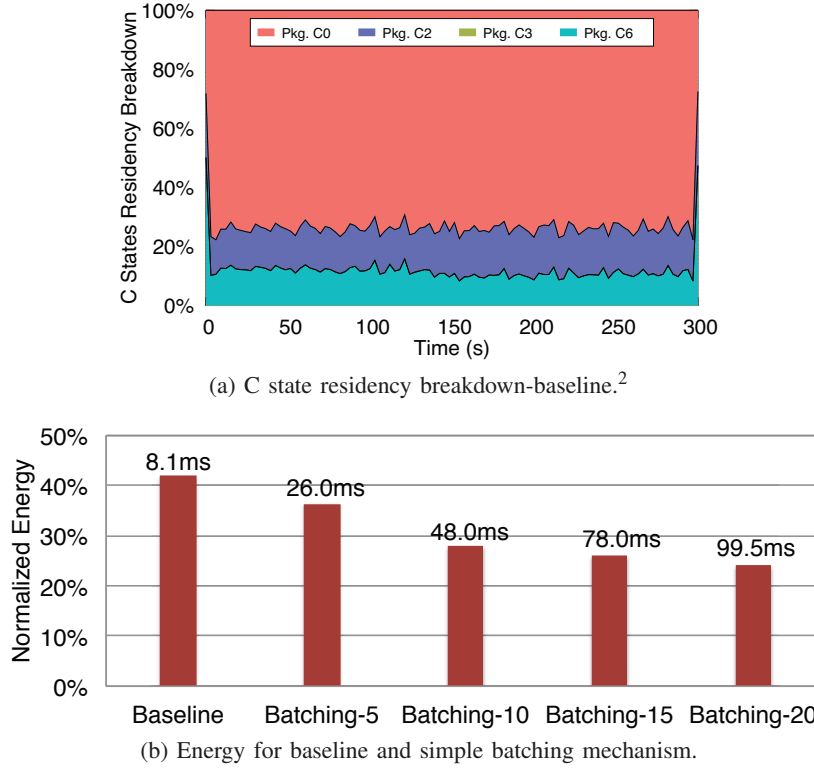 100%
Pkg. C0 Pkg. C2 Pkg. C3 Pkg. C6
80%
60%
40%
20%
0%
C States Residency Breakdown
0 50 100 150 200 250 300
Time (s)
(a) C state residency breakdown-baseline.2
50%
40%
30%
20%
10%
0%
Normalized Energy
8.1ms
26.0ms
48.0ms
78.0ms
99.5ms
Baseline Batching-5 Batching-10 Batching-15 Batching-20
(b) Energy for baseline and simple batching mechanism.